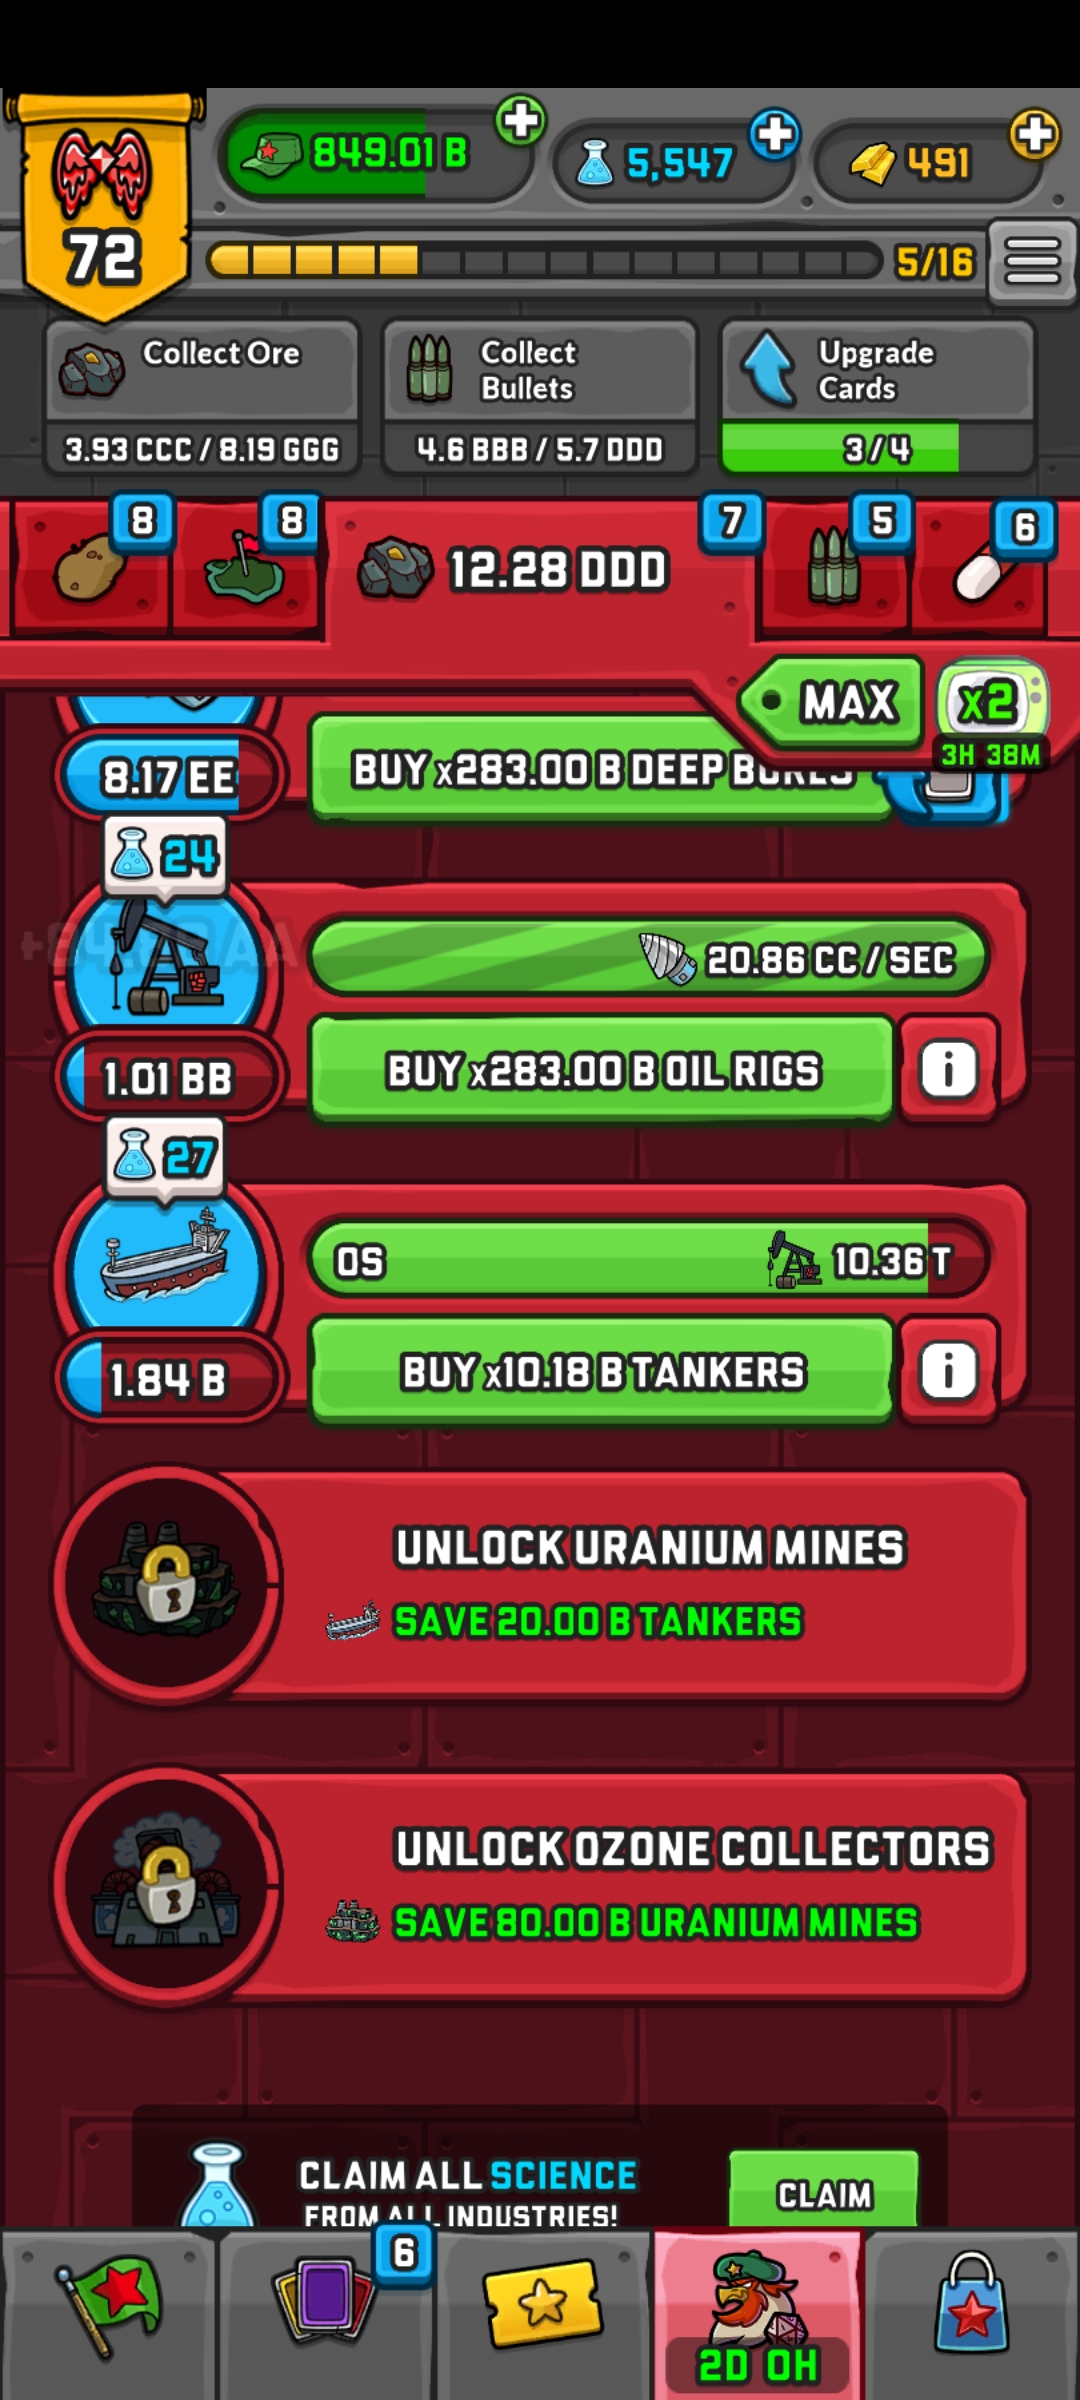 849.01 B
5,547
491
72
5/16
Collect Ore
3.93 CCC / 8.19 GGG
Collect
Bullets
4.6 BBB / 5.7 DDD
Upgrade
Cards
3/4
8
8
12.28 DDD
7
5
6
MAX
x2
3H 38M
8.17 EE
BUY x283.00 B DEEP BORES
24
20.86 CC/SEC
1.01 BB
BUY x283.00 B OIL RIGS
i
27
0S
10.36 T
1.84 B
BUY x10.18 B TANKERS
i
UNLOCK URANIUM MINES
SAVE 20.00 B TANKERS
UNLOCK OZONE COLLECTORS
SAVE 80.00 B URANIUM MINES
CLAIM ALL SCIENCE
FROM ALL INDUSTRIES!
CLAIM
6
2D 0H